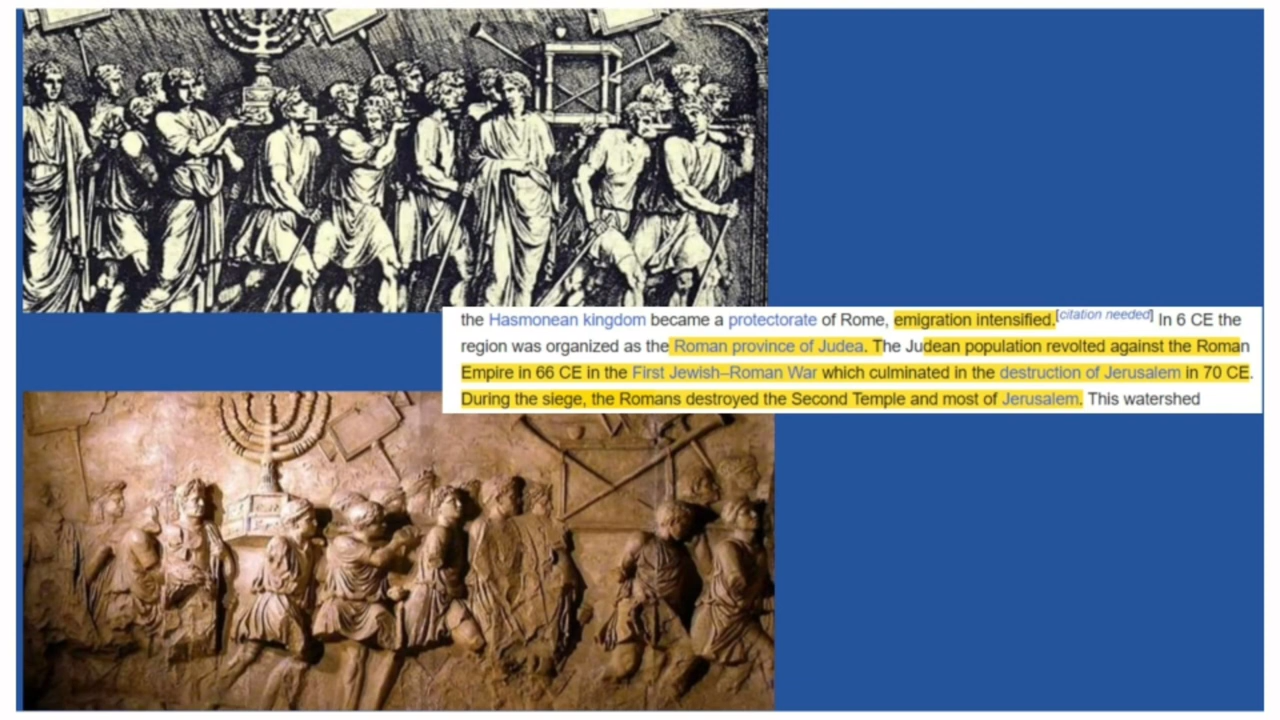 the Hasmonean kingdom became a protectorate of Rome, emigration intensified.[citation needed] In 6 CE the
region was organized as the Roman province of Judea. The Judean population revolted against the Roman
Empire in 66 CE in the First Jewish–Roman War which culminated in the destruction of Jerusalem in 70 CE.
During the siege, the Romans destroyed the Second Temple and most of Jerusalem. This watershed